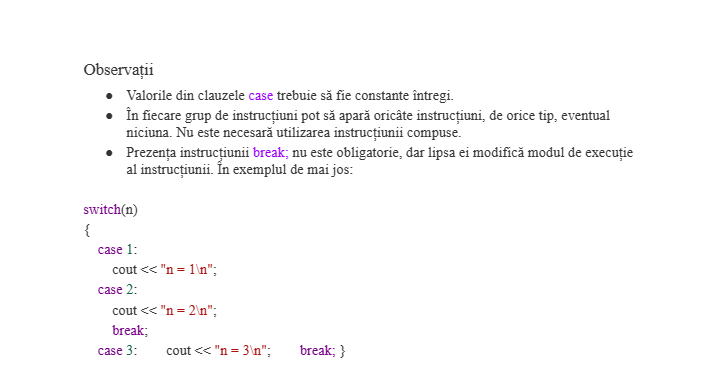 Observații
● Valorile din clauzele case trebuie să fie constante întregi.
● În fiecare grup de instrucțiuni pot să apară oricâte instrucțiuni, de orice tip, eventual
niciuna. Nu este necesară utilizarea instrucțiunii compuse.
● Prezența instrucțiunii break; nu este obligatorie, dar lipsa ei modifică modul de execuție
al instrucțiunii. În exemplul de mai jos:
switch(n)
{
case 1:
cout << "n = 1\n";
case 2:
cout << "n = 2\n";
break;
case 3: cout << "n = 3\n"; break; }